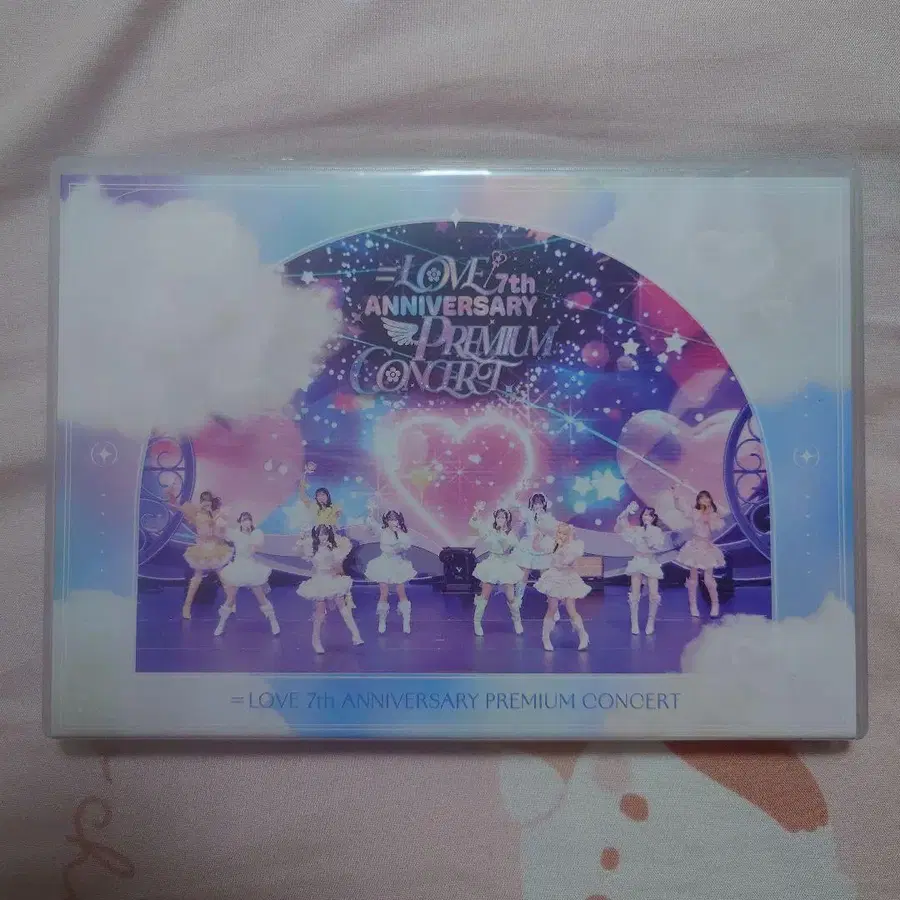 =LOVE 7th
ANNIVERSARY
PREMIUM
CONCERT
=LOVE 7th ANNIVERSARY PREMIUM CONCERT